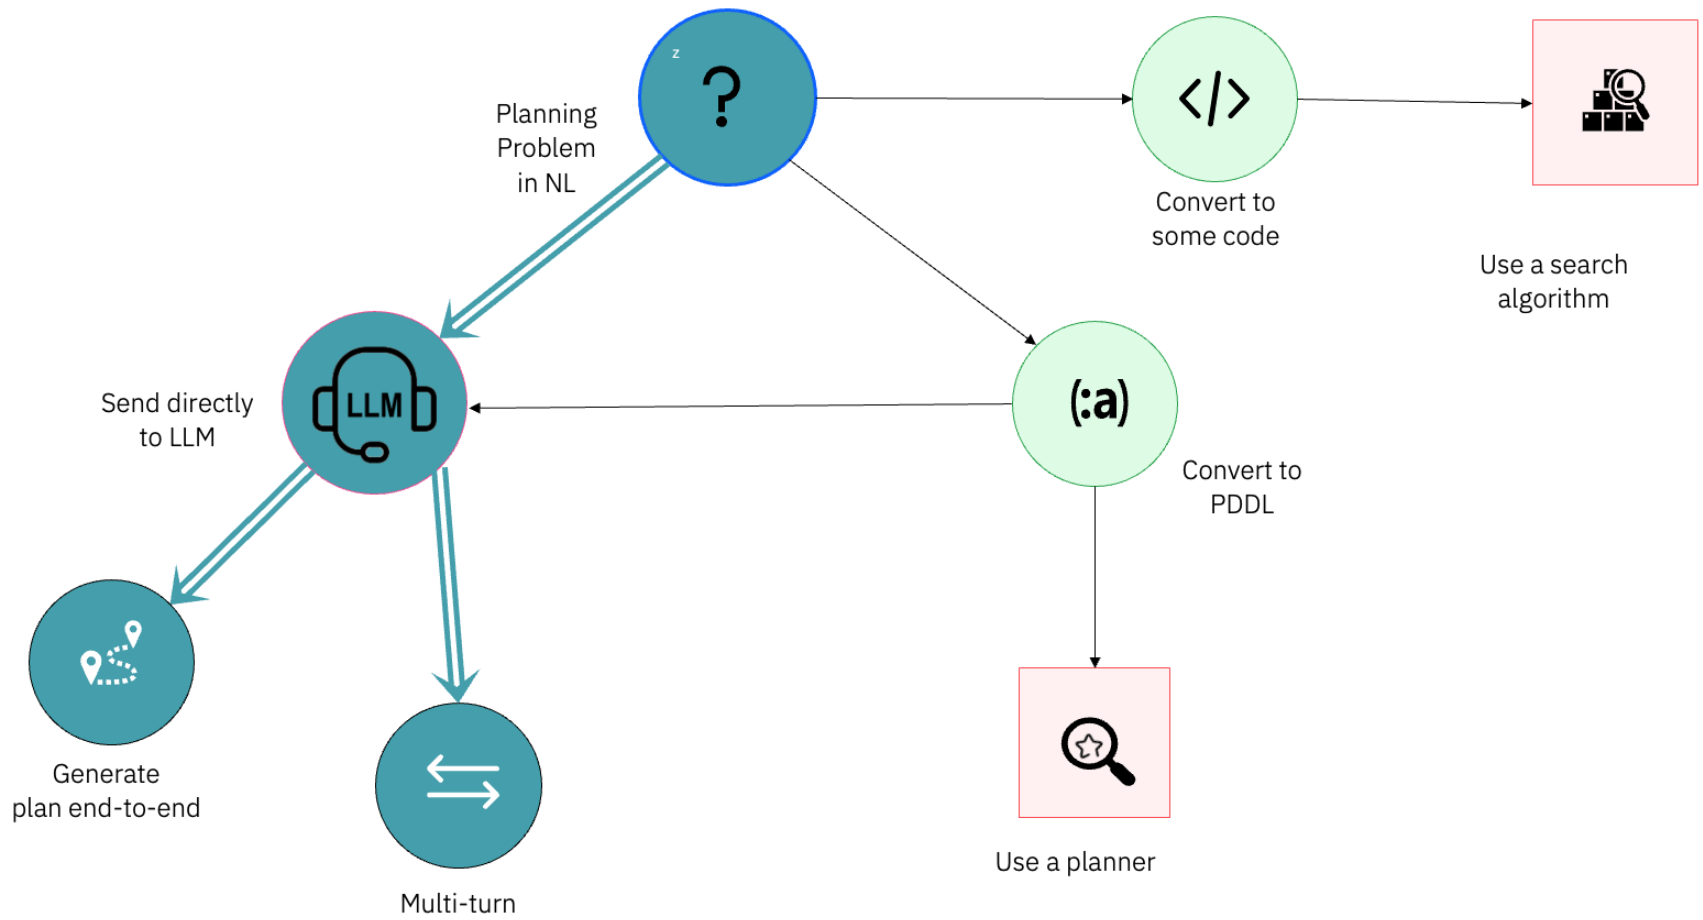 z
?
Planning
Problem
in NL
</>
Convert to
some code
Use a search
algorithm
LLM
Send directly
to LLM
(:a)
Convert to
PDDL
Generate
plan end-to-end
Use a planner
Multi-turn